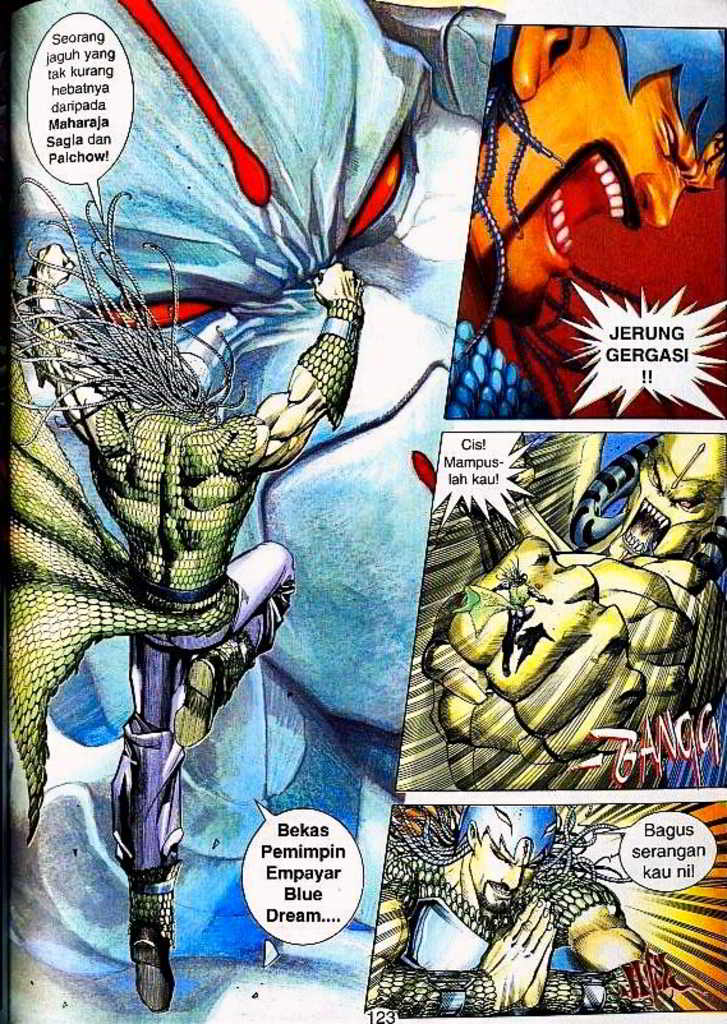 Seorang
jaguh yang
tak kurang
hebatnya
daripada
Maharaja
Sagla dan
Palchow!
Bekas
Pemimpin
Empayar
Blue
Dream....
JERUNG
GERGASI
!!
Cis!
Mampus-
lah kau!
BANGG
Bagus
serangan
kau ni!
123